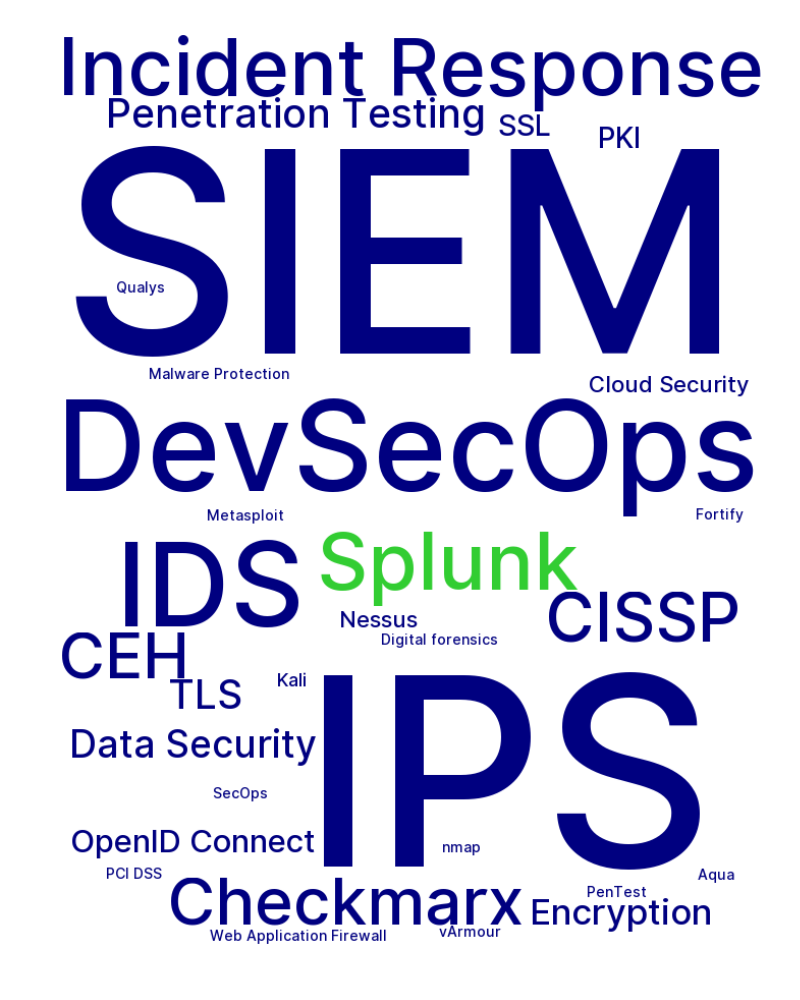 Incident Response
Penetration Testing
SSL
PKI
SIEM
Qualys
Malware Protection
Cloud Security
DevSecOps
Metasploit
Fortify
IDS
Splunk
CISSP
Nessus
Digital forensics
CEH
TLS
Kali
IPS
Data Security
SecOps
OpenID Connect
nmap
PCI DSS
Aqua
Checkmarx
PenTest
Encryption
Web Application Firewall
vArmour